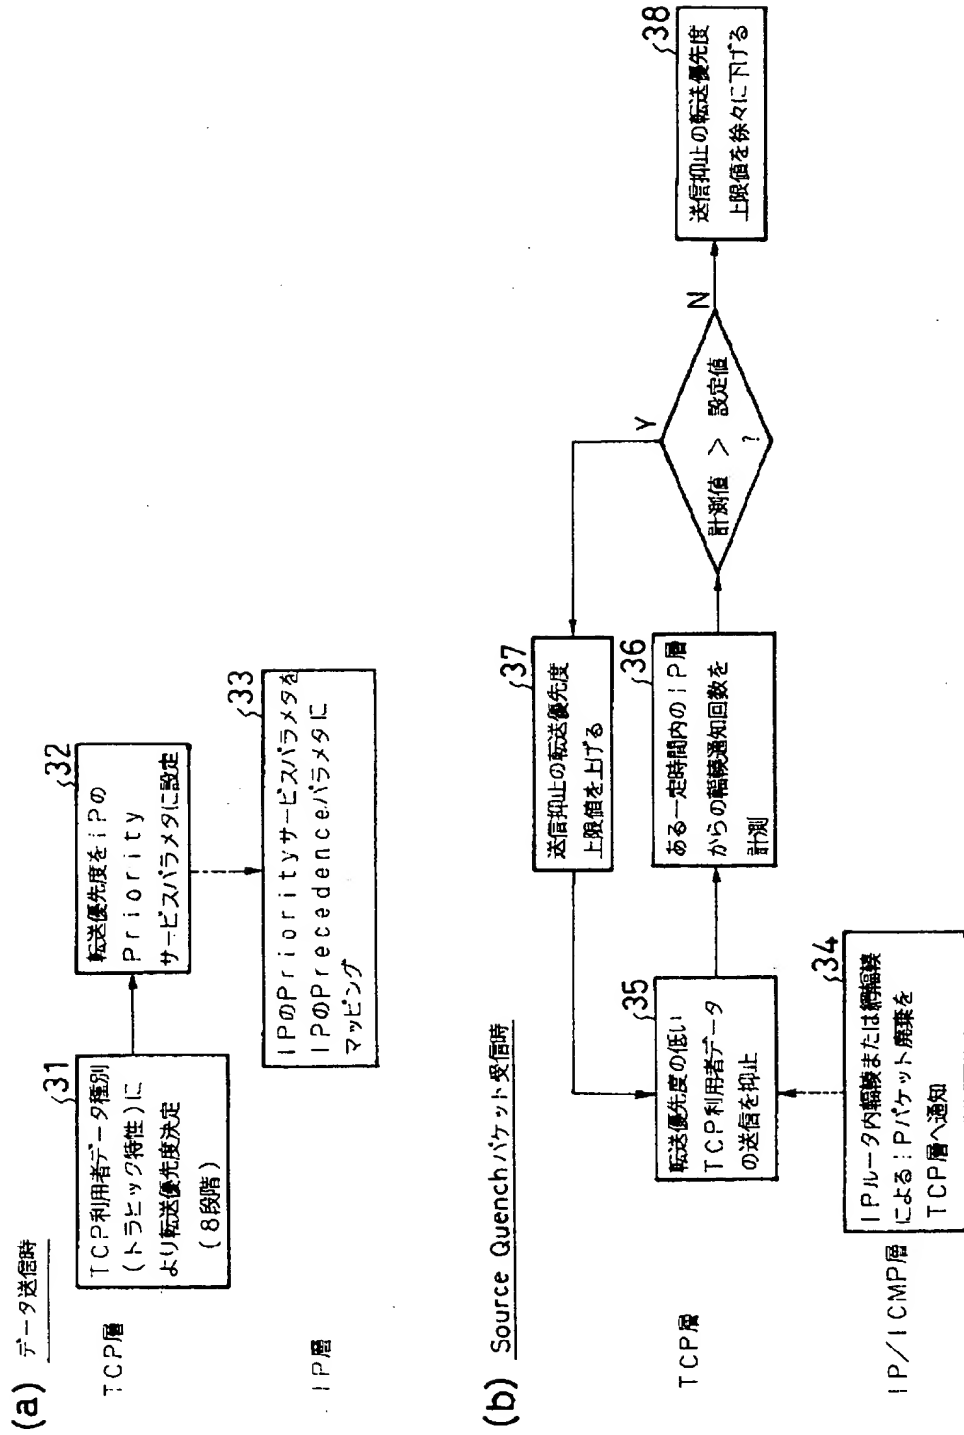 (a) データ送信時
TCP層
31
TCP利用者データ種別
(トラヒック特性)に
より転送優先度決定
(8段階)
32
転送優先度をIPの
Priority
サービスパラメタに設定
IP層
33
IPのPriorityサービスパラメタを
IPのPrecedenceパラメタに
マッピング
(b) Source Quenchパケット受信時
TCP層
35
転送優先度の低い
TCP利用者データ
の送信を抑止
37
送信抑止の転送優先度
上限値を上げる
36
ある一定時間内のIP層
からの輻輳通知回数を
計測
計測値 > 設定値
?
Y
N
38
送信抑止の転送優先度
上限値を徐々に下げる
IP/ICMP層
34
IPルータ内輻輳または網輻輳
によるIPパケット廃棄を
TCP層へ通知